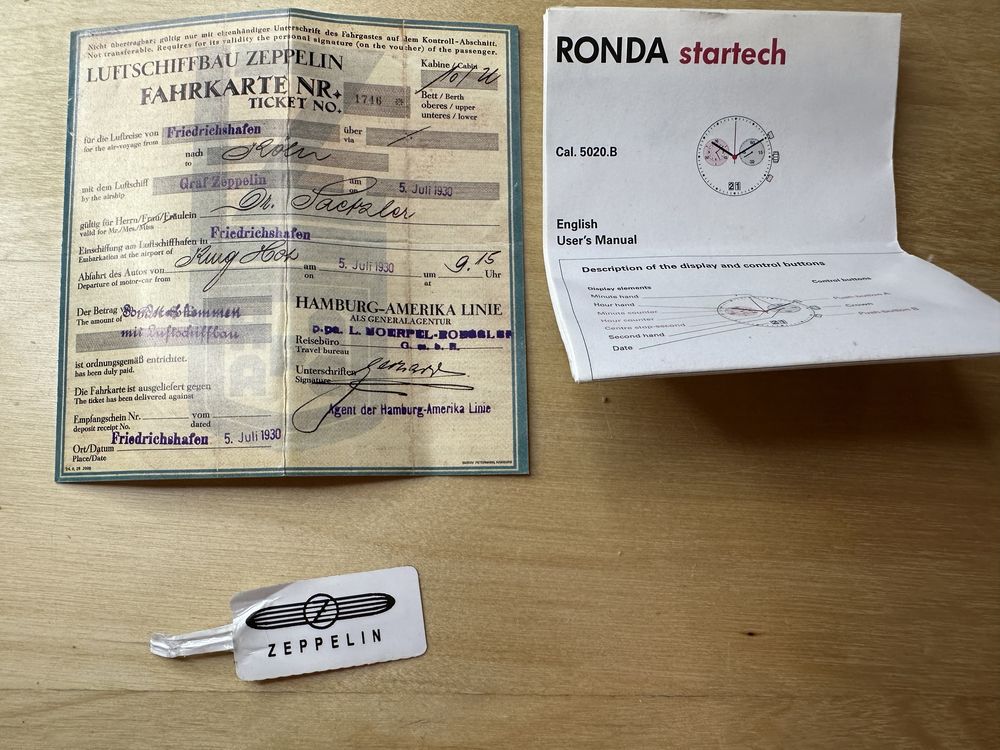 Nicht übertragbar; gültig nur mit eigenhändiger Unterschrift des Fahrgastes auf dem Kontroll-Abschnitt.
Not transferable. Requires for its validity the personal signature (on the voucher) of the passenger.
LUFTSCHIFFBAU ZEPPELIN
FAHRKARTE NR.
TICKET NO. 1746
Kabine / Cabin
Bett / Berth
oberes / upper
unteres / lower
für die Luftreise von Friedrichshafen über
for the air-voyage from via
nach Köln
to
mit dem Luftschiff Graf Zeppelin am 5. Juli 1930
by the airship on
gültig für Herrn/Frau/Fräulein Dr.
valid for Mr./Mrs./Miss
Einschiffung am Luftschiffhafen in Friedrichshafen
Embarkation at the airport of
Abfahrt des Autos von am 5. Juli 1930 um 9.15 Uhr
Departure of motor-car from on at
Der Betrag
The amount of
mit Luftschiffbau
ist ordnungsgemäß entrichtet.
has been duly paid.
Die Fahrkarte ist ausgeliefert gegen
The ticket has been delivered against
Empfangschein Nr. vom
deposit receipt No. dated
Friedrichshafen 5. Juli 1930
Ort/Datum
Place/Date
HAMBURG-AMERIKA LINIE
ALS GENERALAGENTUR
Reisebüro
Travel bureau
G. m. b. H.
Unterschriften
Signature
Agent der Hamburg-Amerika Linie
RONDA startech
Cal. 5020.B
21
English
User's Manual
Description of the display and control buttons
Display elements Control buttons
Minute hand Push-button A
Hour hand Crown
Minute counter Push-button B
Hour counter
Centre stop-second
Second hand
Date
Z
ZEPPELIN